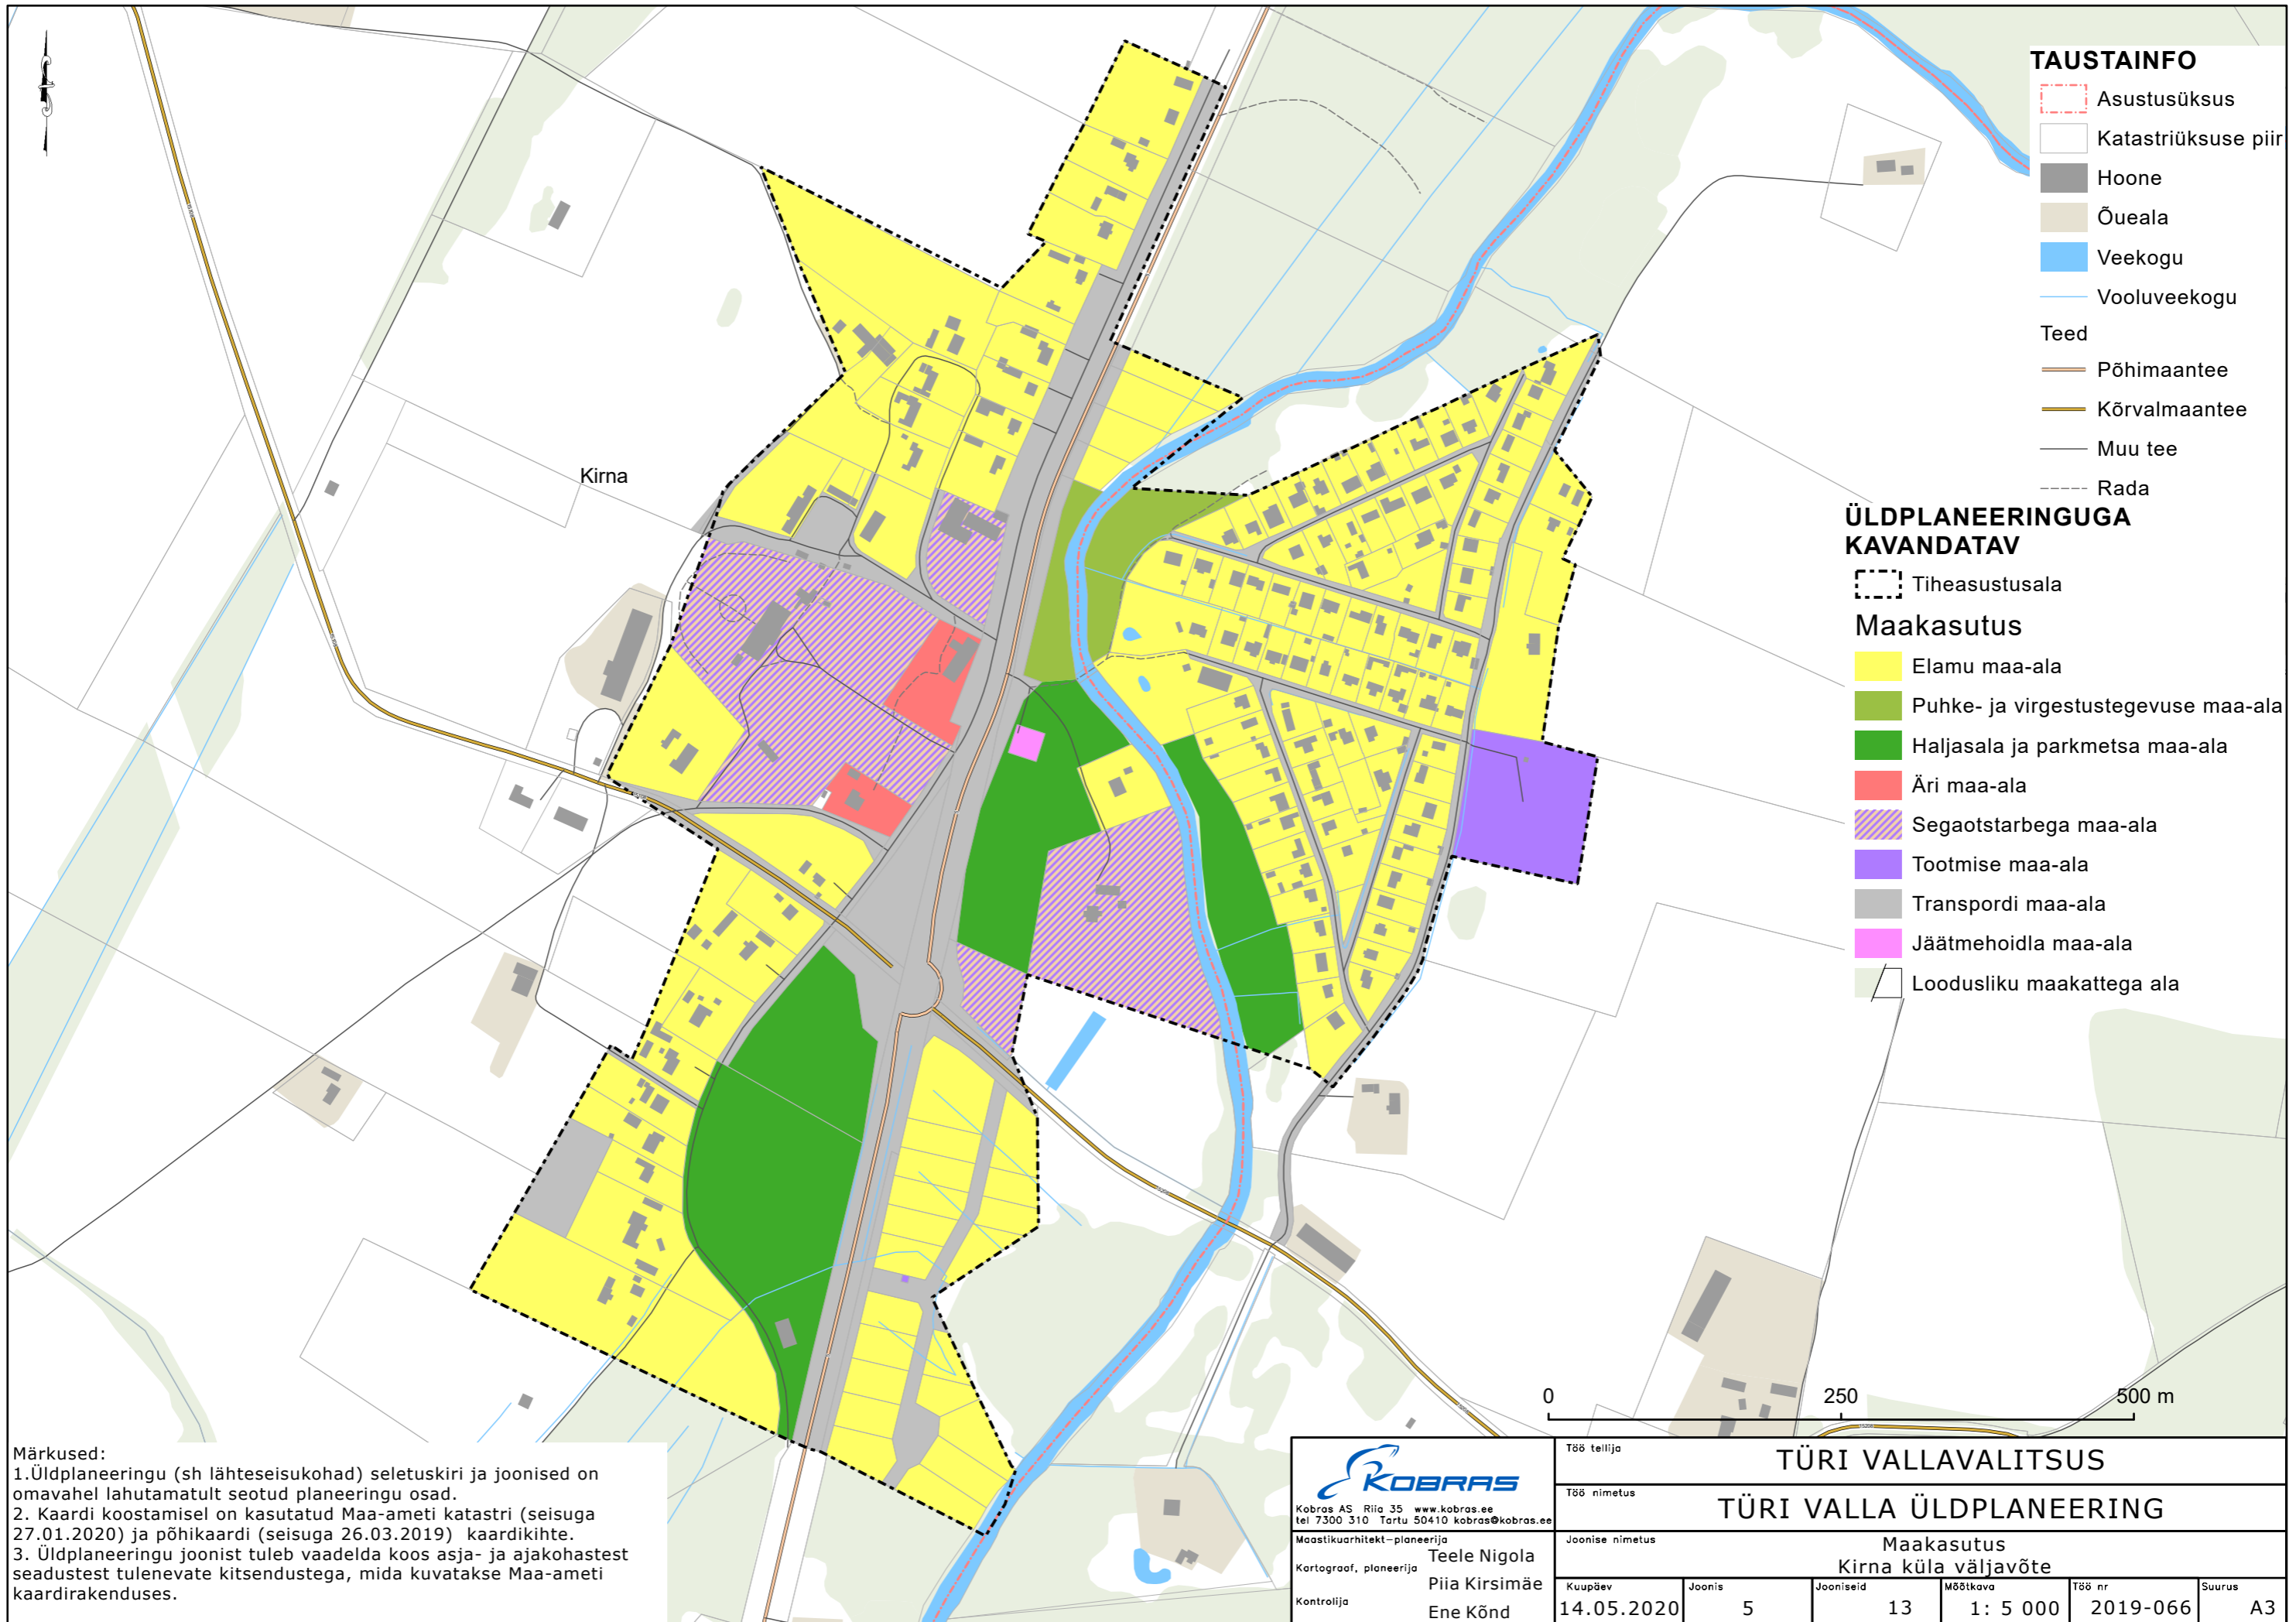 TAUSTAINFO
Asustusüksus
Katastriüksuse piir
Hoone
Õueala
Veekogu
Vooluveekogu
Teed
Põhimaantee
Kõrvalmaantee
Muu tee
Rada
ÜLDPLANEERINGUGA
KAVANDATAV
Tiheasustusala
Maakasutus
Elamu maa-ala
Puhke- ja virgestustegevuse maa-ala
Haljasala ja parkmetsa maa-ala
Äri maa-ala
Segaotstarbega maa-ala
Tootmise maa-ala
Transpordi maa-ala
Jäätmehoidla maa-ala
Loodusliku maakattega ala
Kirna
0 250 500 m
Märkused:
1.Üldplaneeringu (sh lähteseisukohad) seletuskiri ja joonised on
omavahel lahutamatult seotud planeeringu osad.
2. Kaardi koostamisel on kasutatud Maa-ameti katastri (seisuga
27.01.2020) ja põhikaardi (seisuga 26.03.2019) kaardikihte.
3. Üldplaneeringu joonist tuleb vaadelda koos asja- ja ajakohastest
seadustest tulenevate kitsendustega, mida kuvatakse Maa-ameti
kaardirakenduses.
KOBRAS
Kobras AS Riia 35 www.kobras.ee
tel 7300 310 Tartu 50410 kobras@kobras.ee
Maastikuarhitekt-planeerija
Teele Nigola
Kartograaf, planeerija
Piia Kirsimäe
Kontrolija
Ene Kõnd
Töö tellija
TÜRI VALLAVALITSUS
Töö nimetus
TÜRI VALLA ÜLDPLANEERING
Joonise nimetus
Maakasutus
Kirna küla väljavõte
Kuupäev Joonis Jooniseid Mõõtkava Töö nr Suurus
14.05.2020 5 13 1: 5 000 2019-066 A3